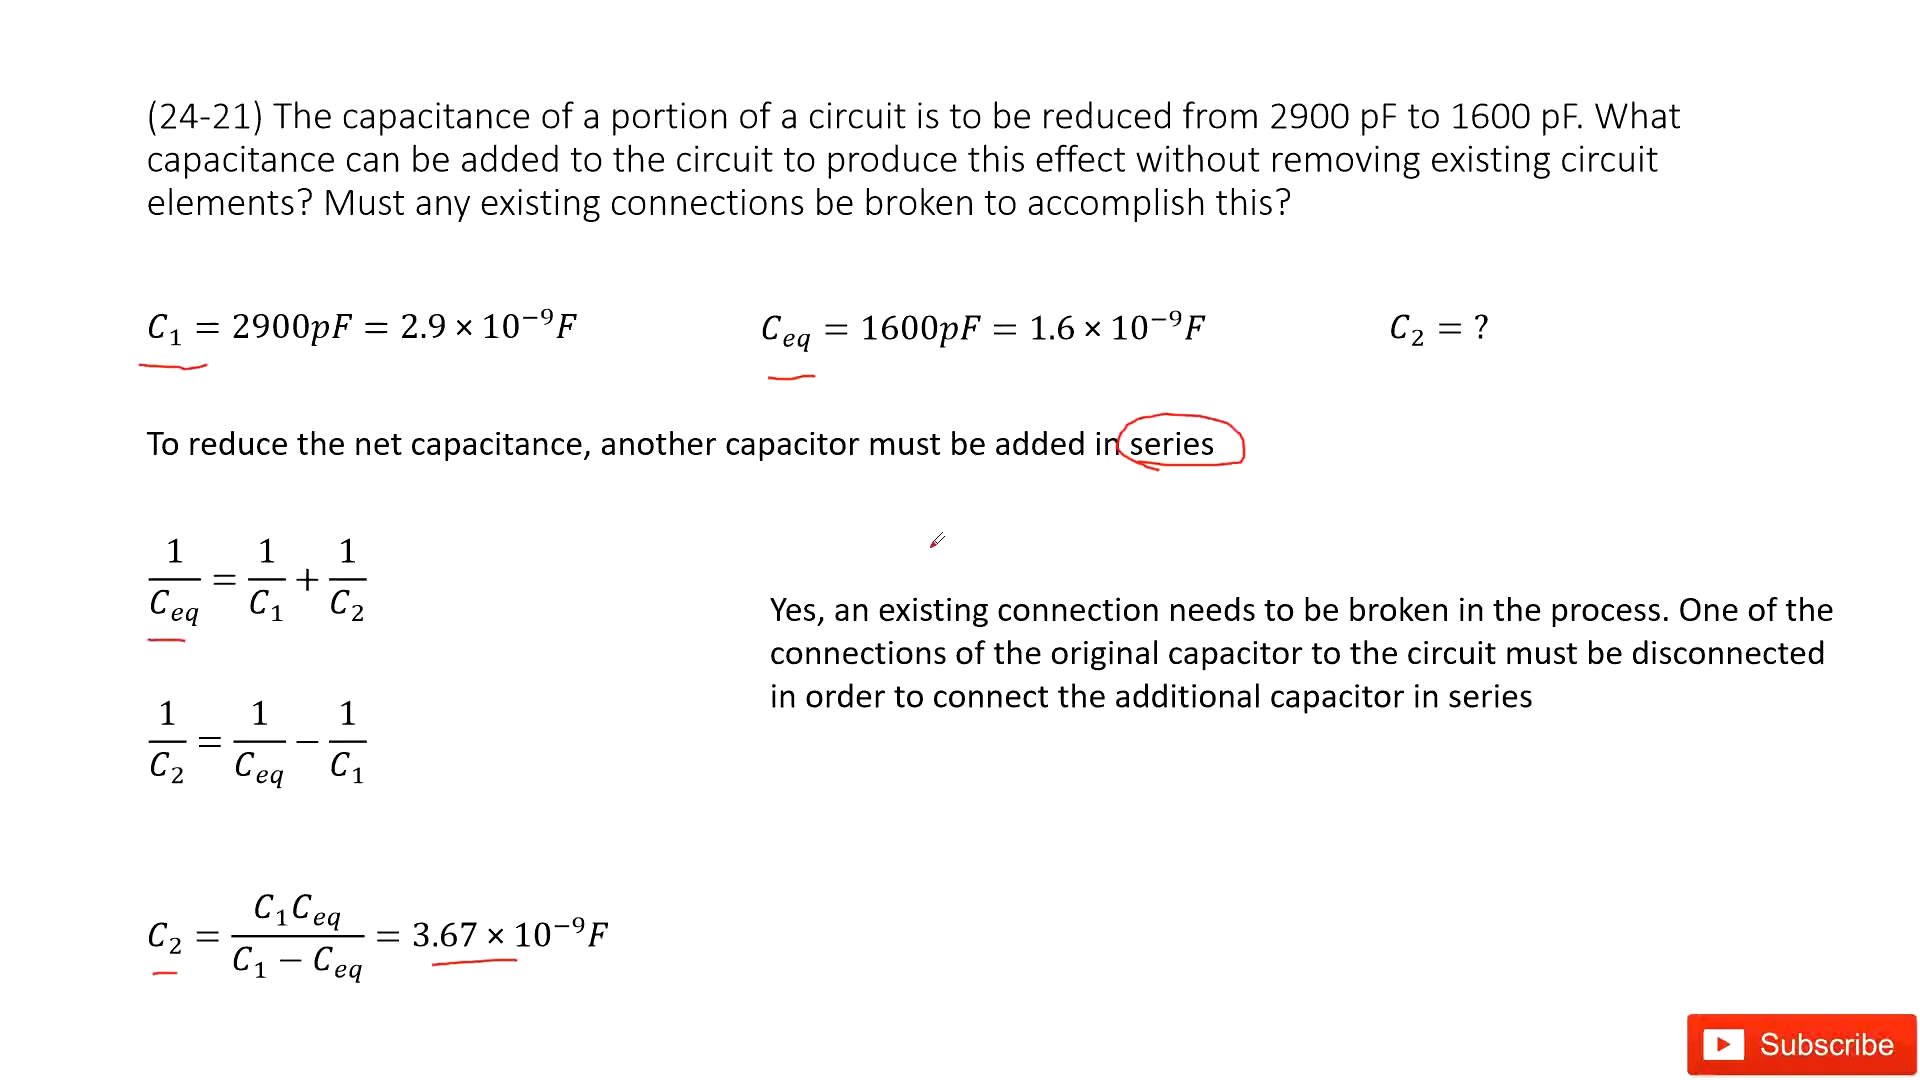 (24-21) The capacitance of a portion of a circuit is to be reduced from 2900 pF to 1600 pF. What
capacitance can be added to the circuit to produce this effect without removing existing circuit
elements? Must any existing connections be broken to accomplish this?
C₁ = 2900pF = 2.9 × 10⁻⁹F
C_eq = 1600pF = 1.6 × 10⁻⁹F
C₂ = ?
To reduce the net capacitance, another capacitor must be added in series
1/C_eq = 1/C₁ + 1/C₂
Yes, an existing connection needs to be broken in the process. One of the
connections of the original capacitor to the circuit must be disconnected
in order to connect the additional capacitor in series
1/C₂ = 1/C_eq − 1/C₁
C₂ = C₁C_eq/(C₁ − C_eq) = 3.67 × 10⁻⁹F
Subscribe